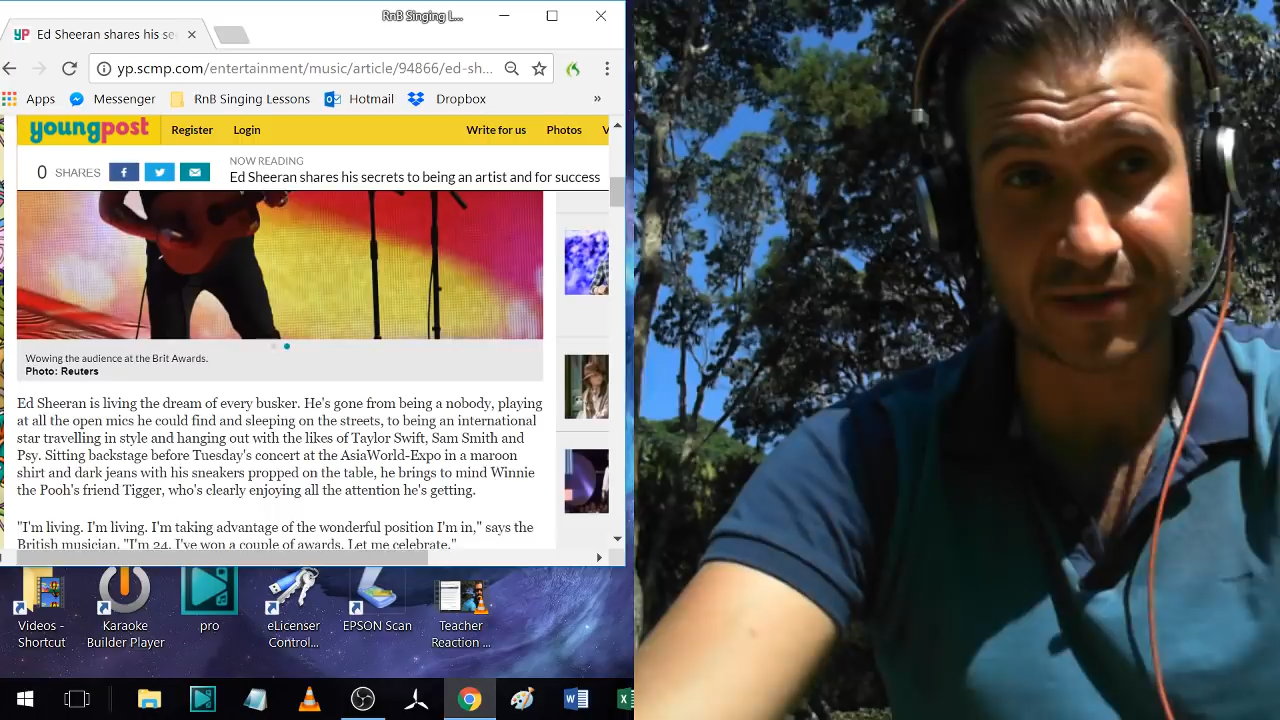 RnB Singing L...
YP Ed Sheeran shares his se
yp.scmp.com/entertainment/music/article/94866/ed-sh...
Apps Messenger RnB Singing Lessons Hotmail Dropbox »
youngpost Register Login Write for us Photos V
0 SHARES
NOW READING
Ed Sheeran shares his secrets to being an artist and for success
Wowing the audience at the Brit Awards.
Photo: Reuters
Ed Sheeran is living the dream of every busker. He's gone from being a nobody, playing
at all the open mics he could find and sleeping on the streets, to being an international
star travelling in style and hanging out with the likes of Taylor Swift, Sam Smith and
Psy. Sitting backstage before Tuesday's concert at the AsiaWorld-Expo in a maroon
shirt and dark jeans with his sneakers propped on the table, he brings to mind Winnie
the Pooh's friend Tigger, who's clearly enjoying all the attention he's getting.
"I'm living. I'm living. I'm taking advantage of the wonderful position I'm in," says the
British musician. "I'm 24. I've won a couple of awards. Let me celebrate."
Videos -
Shortcut
Karaoke
Builder Player
pro
eLicenser
Control...
EPSON Scan
Teacher
Reaction ...